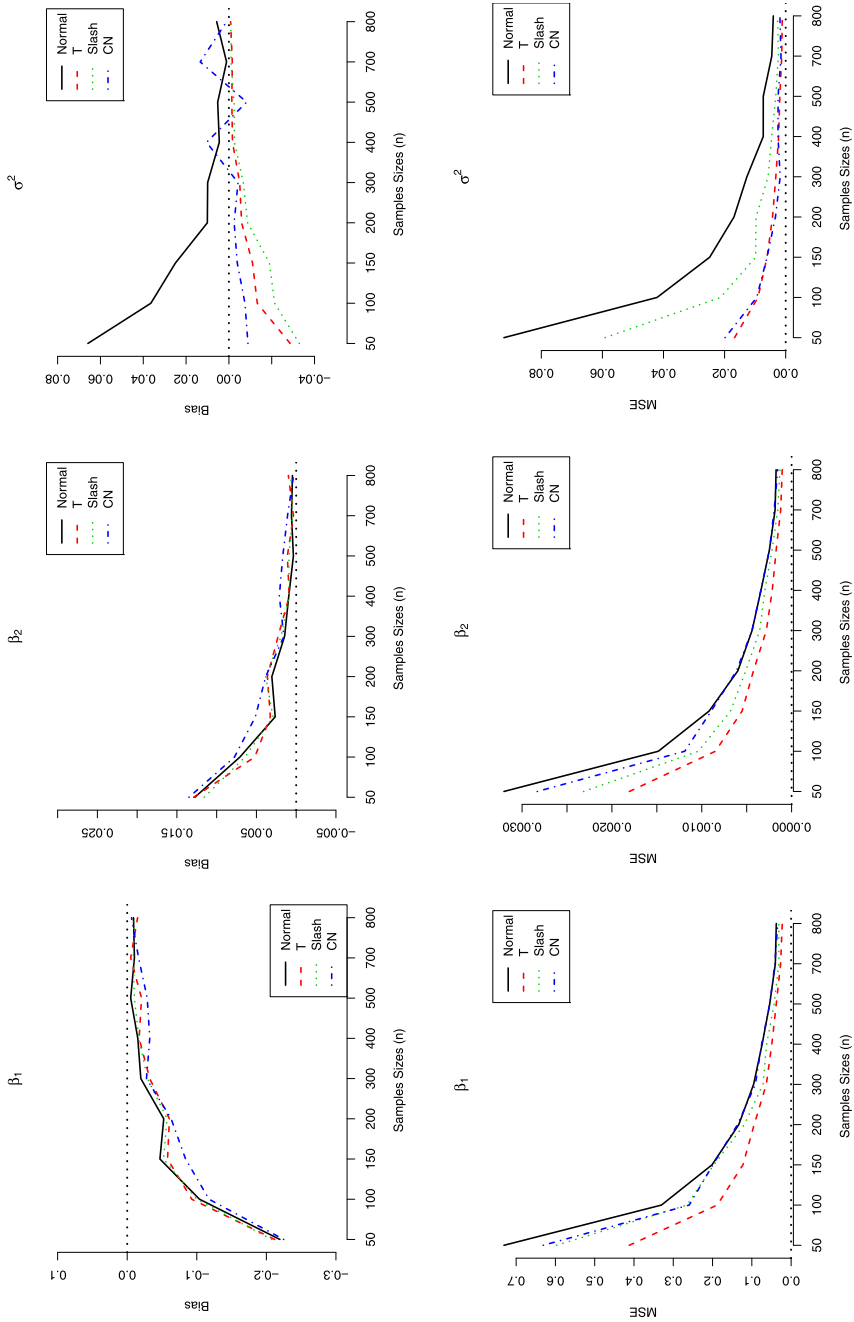 β1
0.1
0.0
−0.1
−0.2
−0.3
Bias
Normal
T
Slash
CN
50 100 150 200 300 400 500 700 800
Samples Sizes (n)
β2
0.025
0.015
0.005
−0.005
Bias
Normal
T
Slash
CN
50 100 150 200 300 400 500 700 800
Samples Sizes (n)
σ2
0.08
0.06
0.04
0.02
0.00
−0.04
Bias
Normal
T
Slash
CN
50 100 150 200 300 400 500 700 800
Samples Sizes (n)
β1
0.7
0.6
0.5
0.4
0.3
0.2
0.1
0.0
MSE
Normal
T
Slash
CN
50 100 150 200 300 400 500 700 800
Samples Sizes (n)
β2
0.0030
0.0020
0.0010
0.0000
MSE
Normal
T
Slash
CN
50 100 150 200 300 400 500 700 800
Samples Sizes (n)
σ2
0.08
0.06
0.04
0.02
0.00
MSE
Normal
T
Slash
CN
50 100 150 200 300 400 500 700 800
Samples Sizes (n)